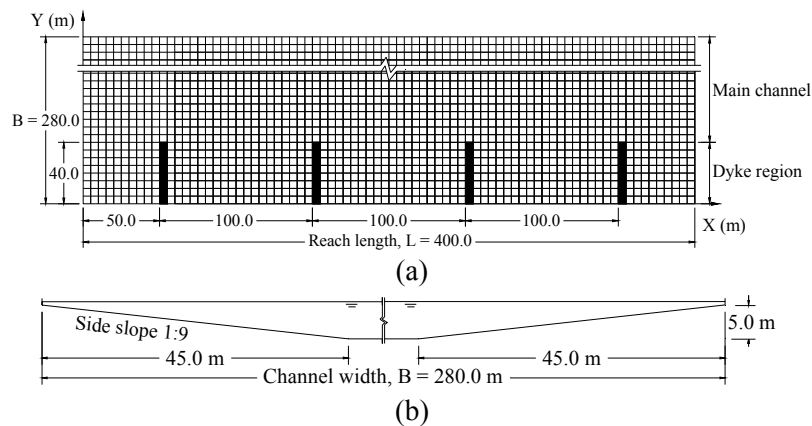 Y (m)
Main channel
B = 280.0
40.0
Dyke region
50.0 100.0 100.0 100.0
X (m)
Reach length, L = 400.0
(a)
Side slope 1:9
5.0 m
45.0 m 45.0 m
Channel width, B = 280.0 m
(b)